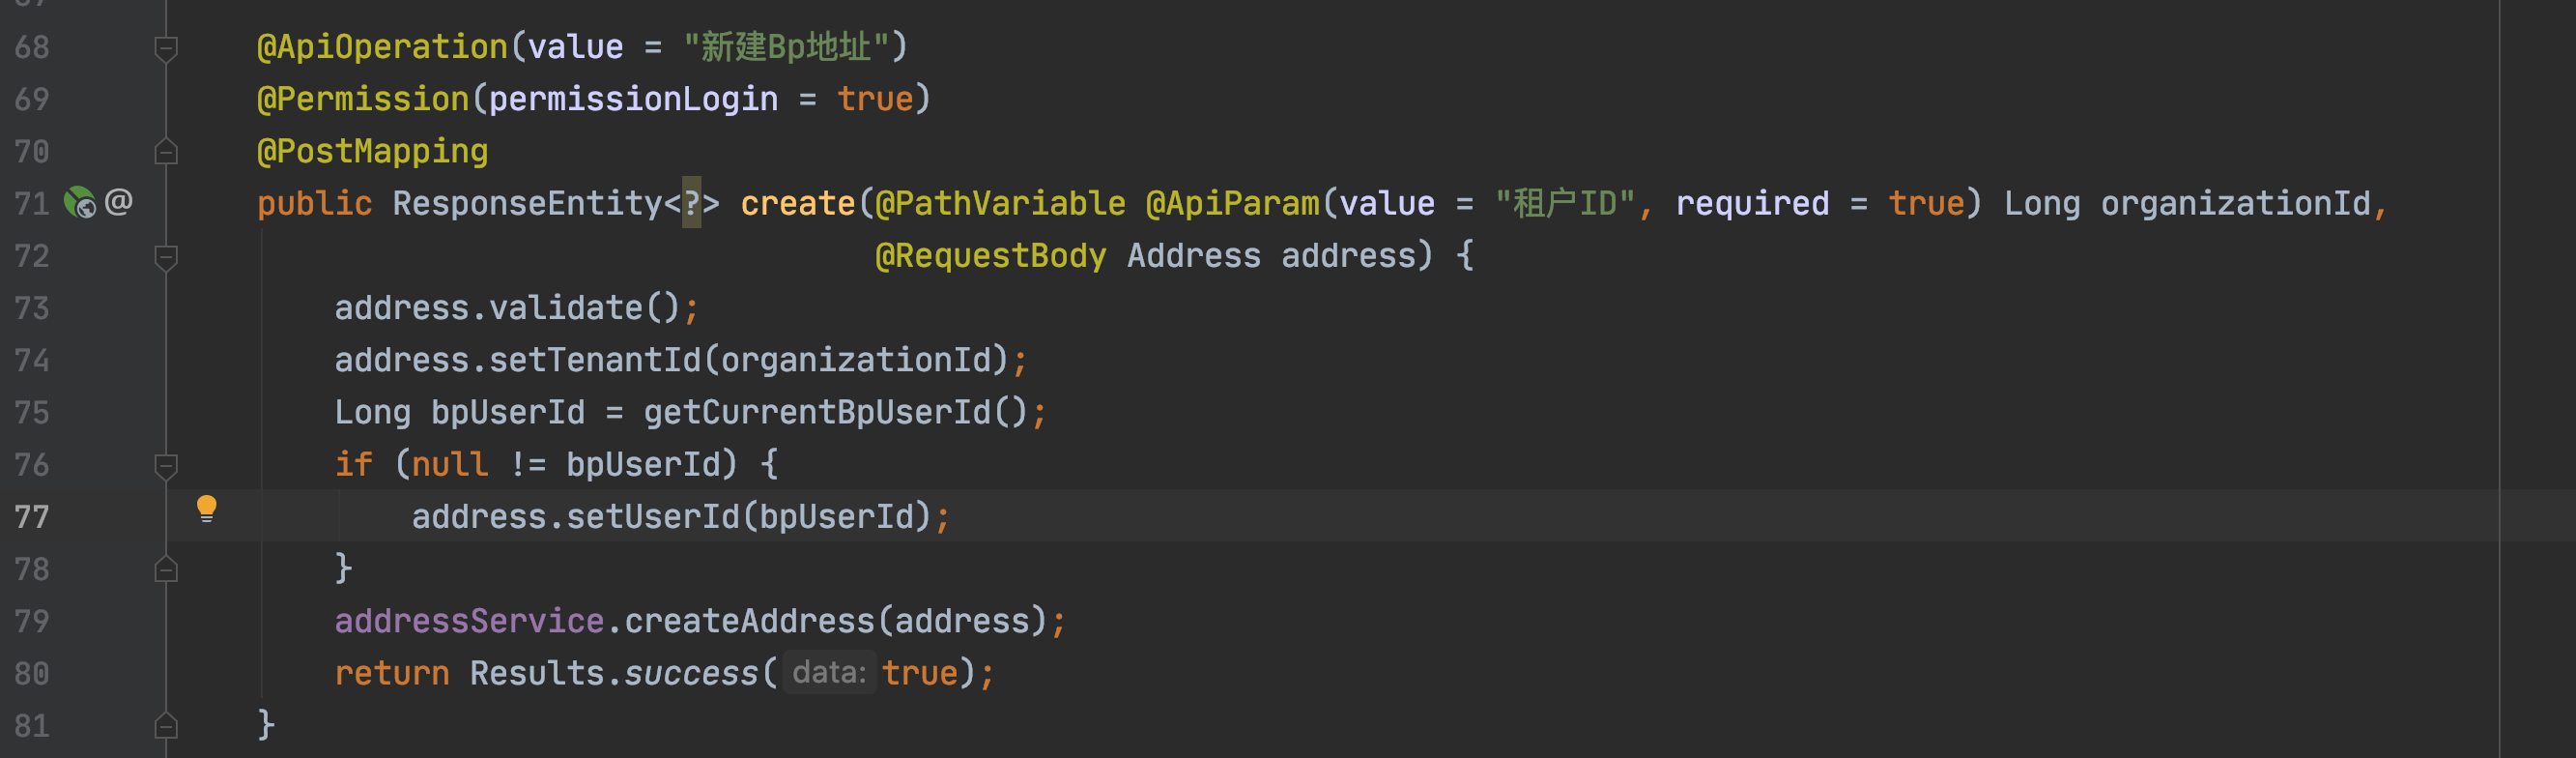 68 @ApiOperation(value = "新建Bp地址")
69 @Permission(permissionLogin = true)
70 @PostMapping
71 @ public ResponseEntity<?> create(@PathVariable @ApiParam(value = "租户ID", required = true) Long organizationId,
72 @RequestBody Address address) {
73 address.validate();
74 address.setTenantId(organizationId);
75 Long bpUserId = getCurrentBpUserId();
76 if (null != bpUserId) {
77 address.setUserId(bpUserId);
78 }
79 addressService.createAddress(address);
80 return Results.success( data: true);
81 }